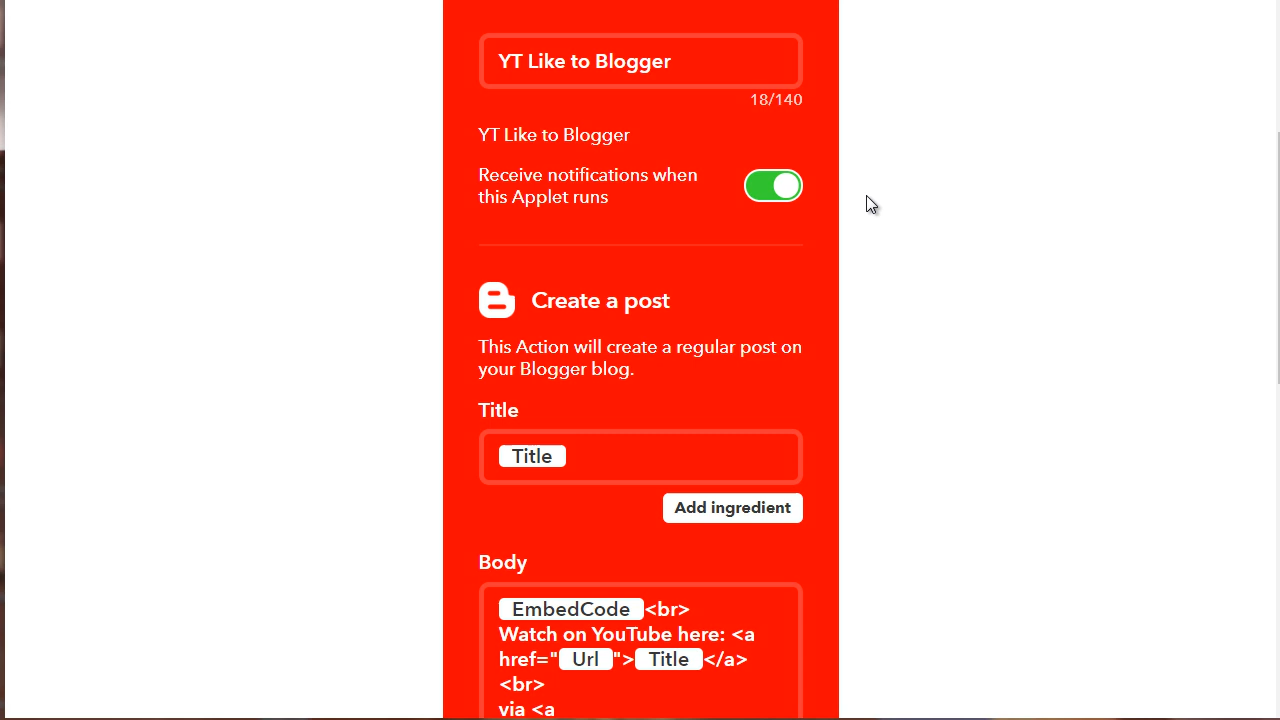 YT Like to Blogger
18/140
YT Like to Blogger
Receive notifications when
this Applet runs
Create a post
This Action will create a regular post on
your Blogger blog.
Title
Title
Add ingredient
Body
EmbedCode<br>
Watch on YouTube here: <a
href="Url">Title</a>
<br>
via <a